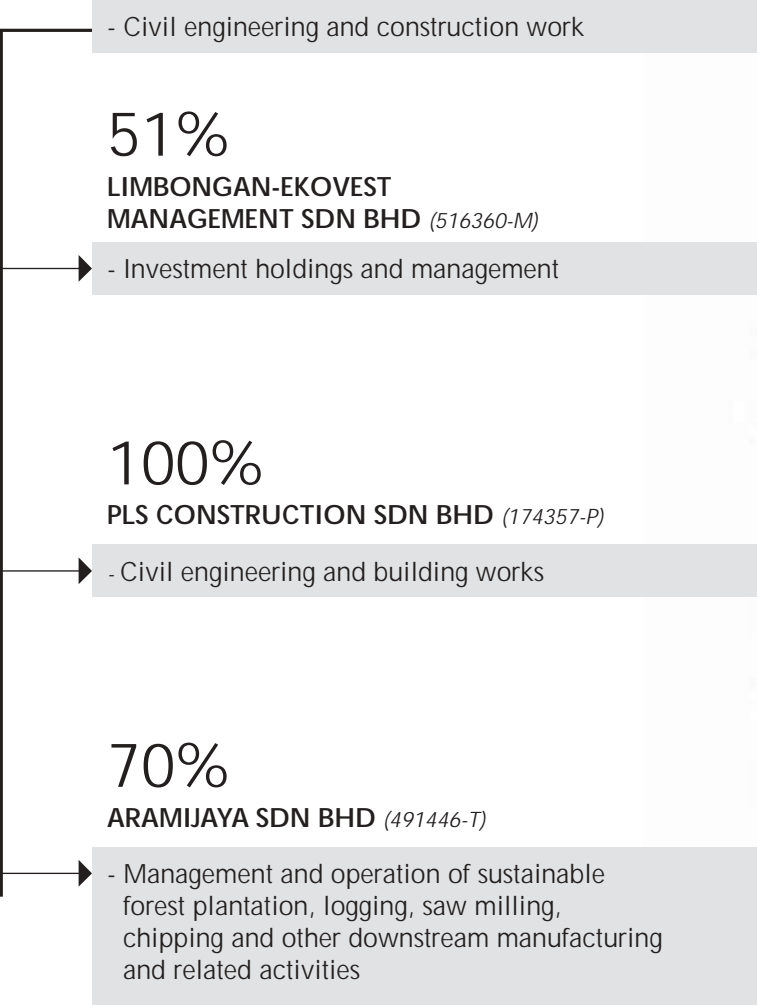 - Civil engineering and construction work
51%
LIMBONGAN-EKOVEST
MANAGEMENT SDN BHD (516360-M)
- Investment holdings and management
100%
PLS CONSTRUCTION SDN BHD (174357-P)
- Civil engineering and building works
70%
ARAMIJAYA SDN BHD (491446-T)
- Management and operation of sustainable
forest plantation, logging, saw milling,
chipping and other downstream manufacturing
and related activities